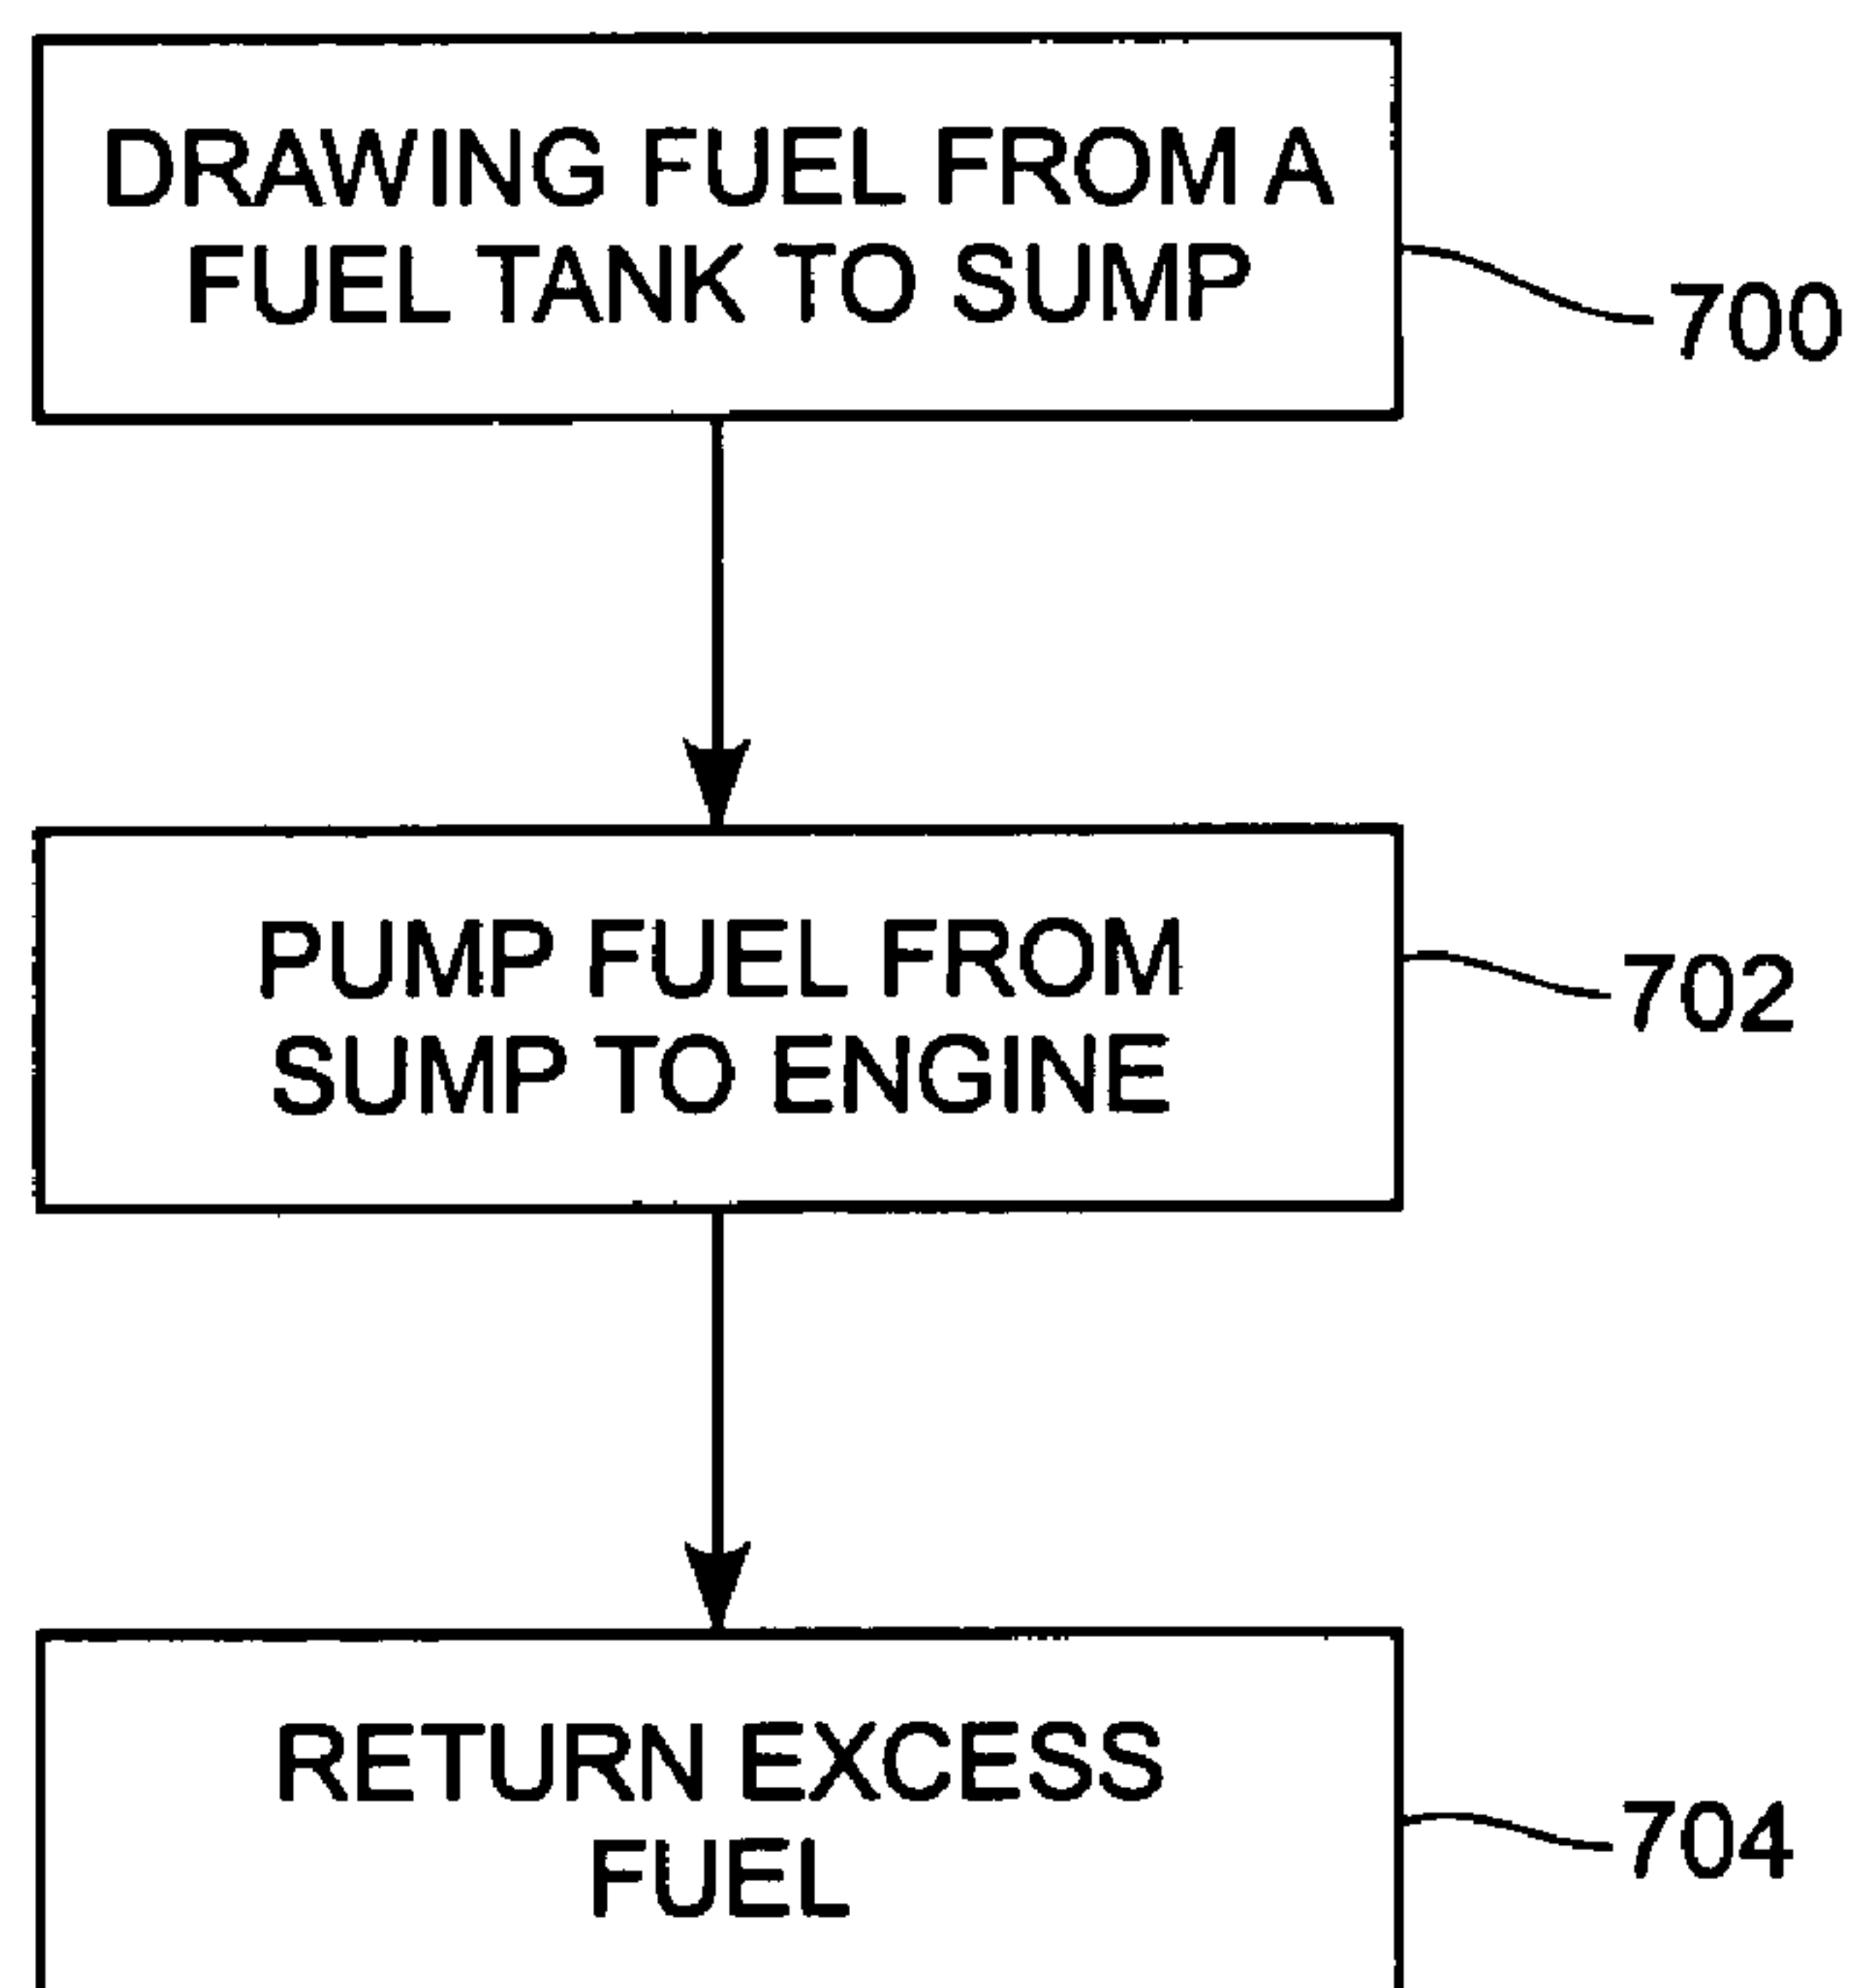 DRAWING FUEL FROM A
FUEL TANK TO SUMP
700
PUMP FUEL FROM
SUMP TO ENGINE
702
RETURN EXCESS
FUEL
704